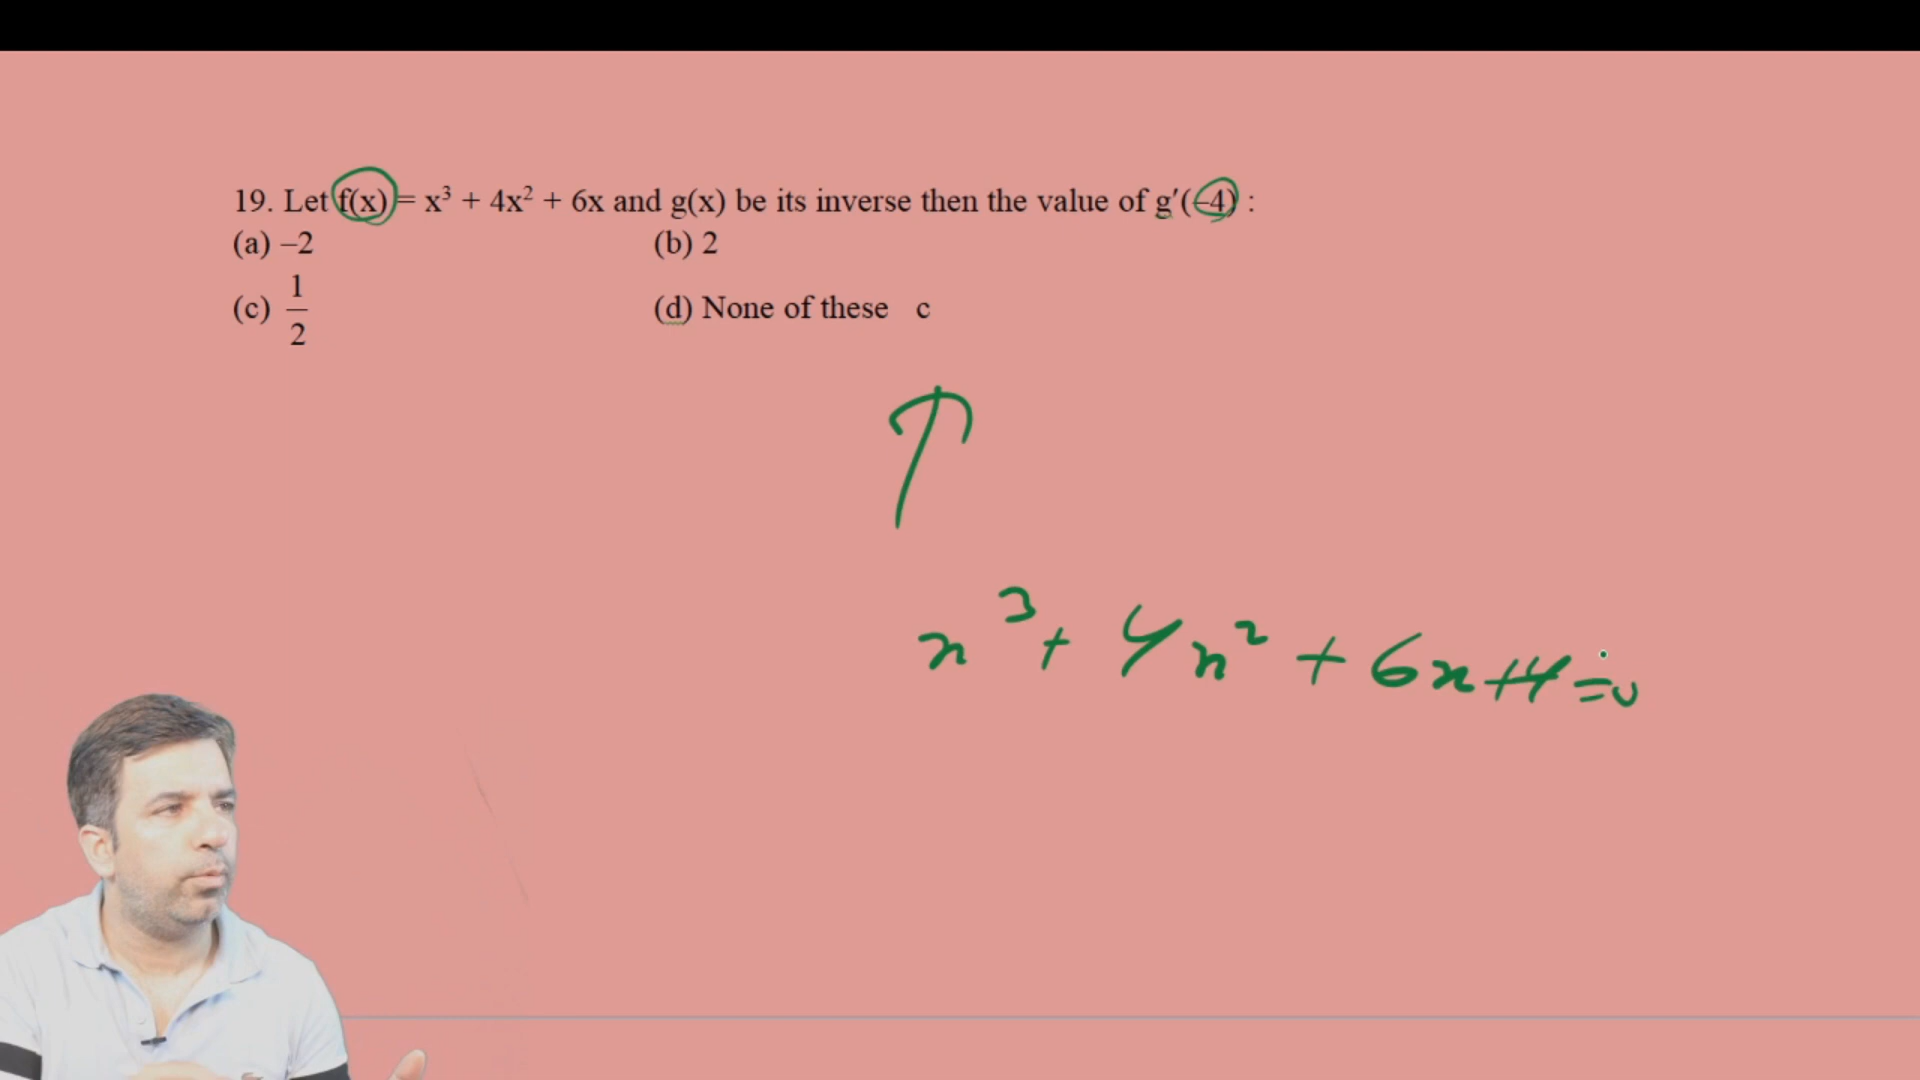 19. Let f(x) = x³ + 4x² + 6x and g(x) be its inverse then the value of g′(–4) :
(a) –2 (b) 2
(c) 1/2 (d) None of these c
x³ + 4x² + 6x + 4 = 0